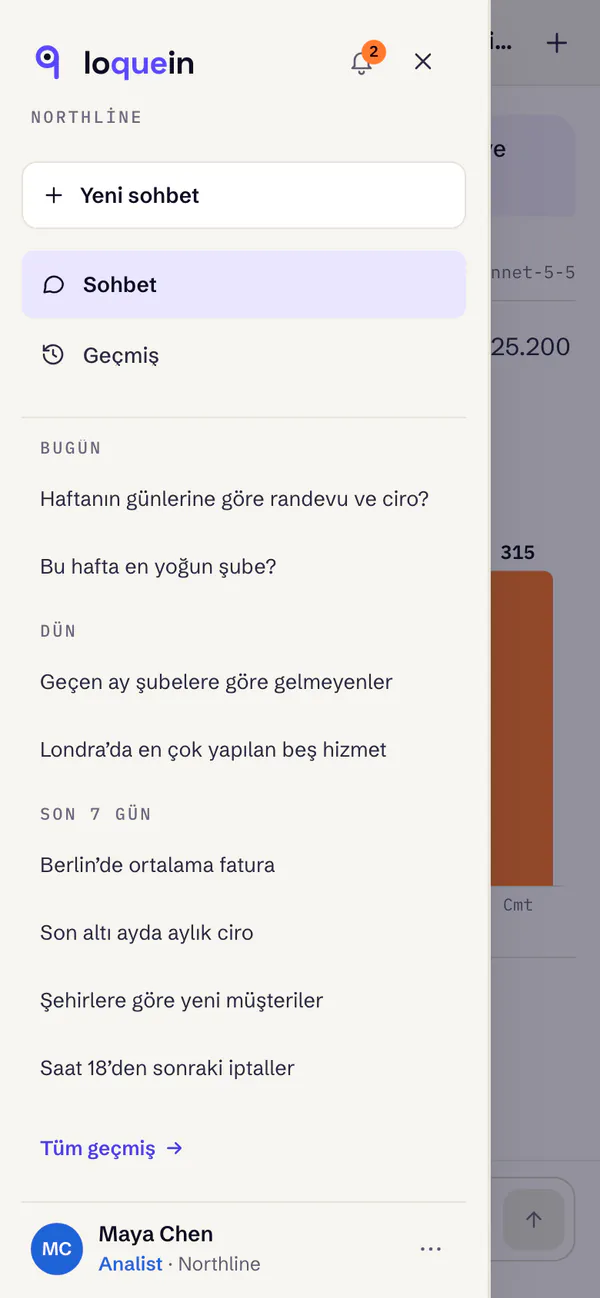 loquein
2
NORTHLİNE
Yeni sohbet
Sohbet
Geçmiş
BUGÜN
Haftanın günlerine göre randevu ve ciro?
Bu hafta en yoğun şube?
DÜN
Geçen ay şubelere göre gelmeyenler
Londra’da en çok yapılan beş hizmet
SON 7 GÜN
Berlin’de ortalama fatura
Son altı ayda aylık ciro
Şehirlere göre yeni müşteriler
Saat 18’den sonraki iptaller
Tüm geçmiş →
MC
Maya Chen
Analist · Northline
nnet-5-5
25.200
315
Cmt